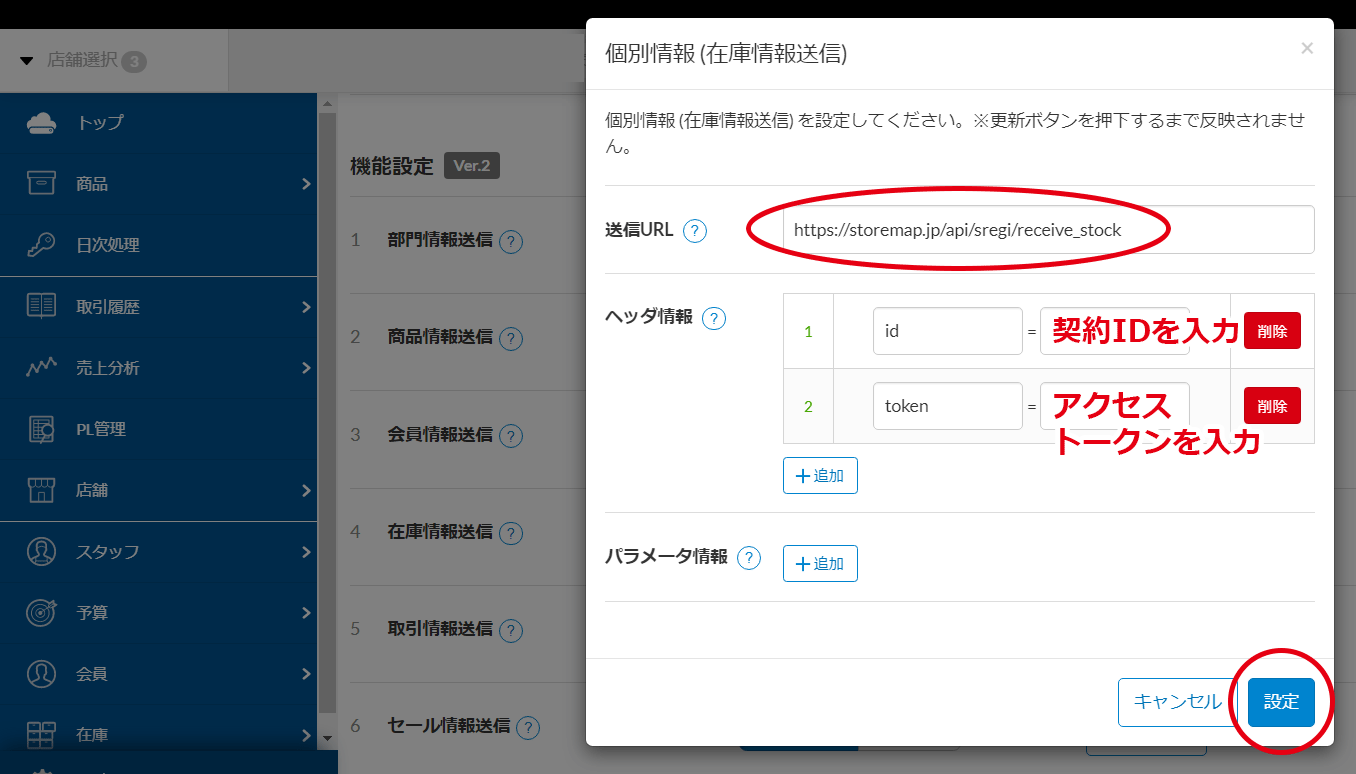 店舗選択 3
トップ
商品
日次処理
取引履歴
売上分析
PL管理
店舗
スタッフ
予算
会員
在庫
機能設定 Ver.2
1 部門情報送信 ?
2 商品情報送信 ?
3 会員情報送信 ?
4 在庫情報送信 ?
5 取引情報送信 ?
6 セール情報送信 ?
個別情報 (在庫情報送信) ×
個別情報 (在庫情報送信) を設定してください。※更新ボタンを押下するまで反映されませ
ん。
送信URL ? https://storemap.jp/api/sregi/receive_stock
ヘッダ情報 ?
1 id = 契約IDを入力 削除
2 token = アクセス 削除
トークンを入力
+追加
パラメータ情報 ? +追加
キャンセル 設定